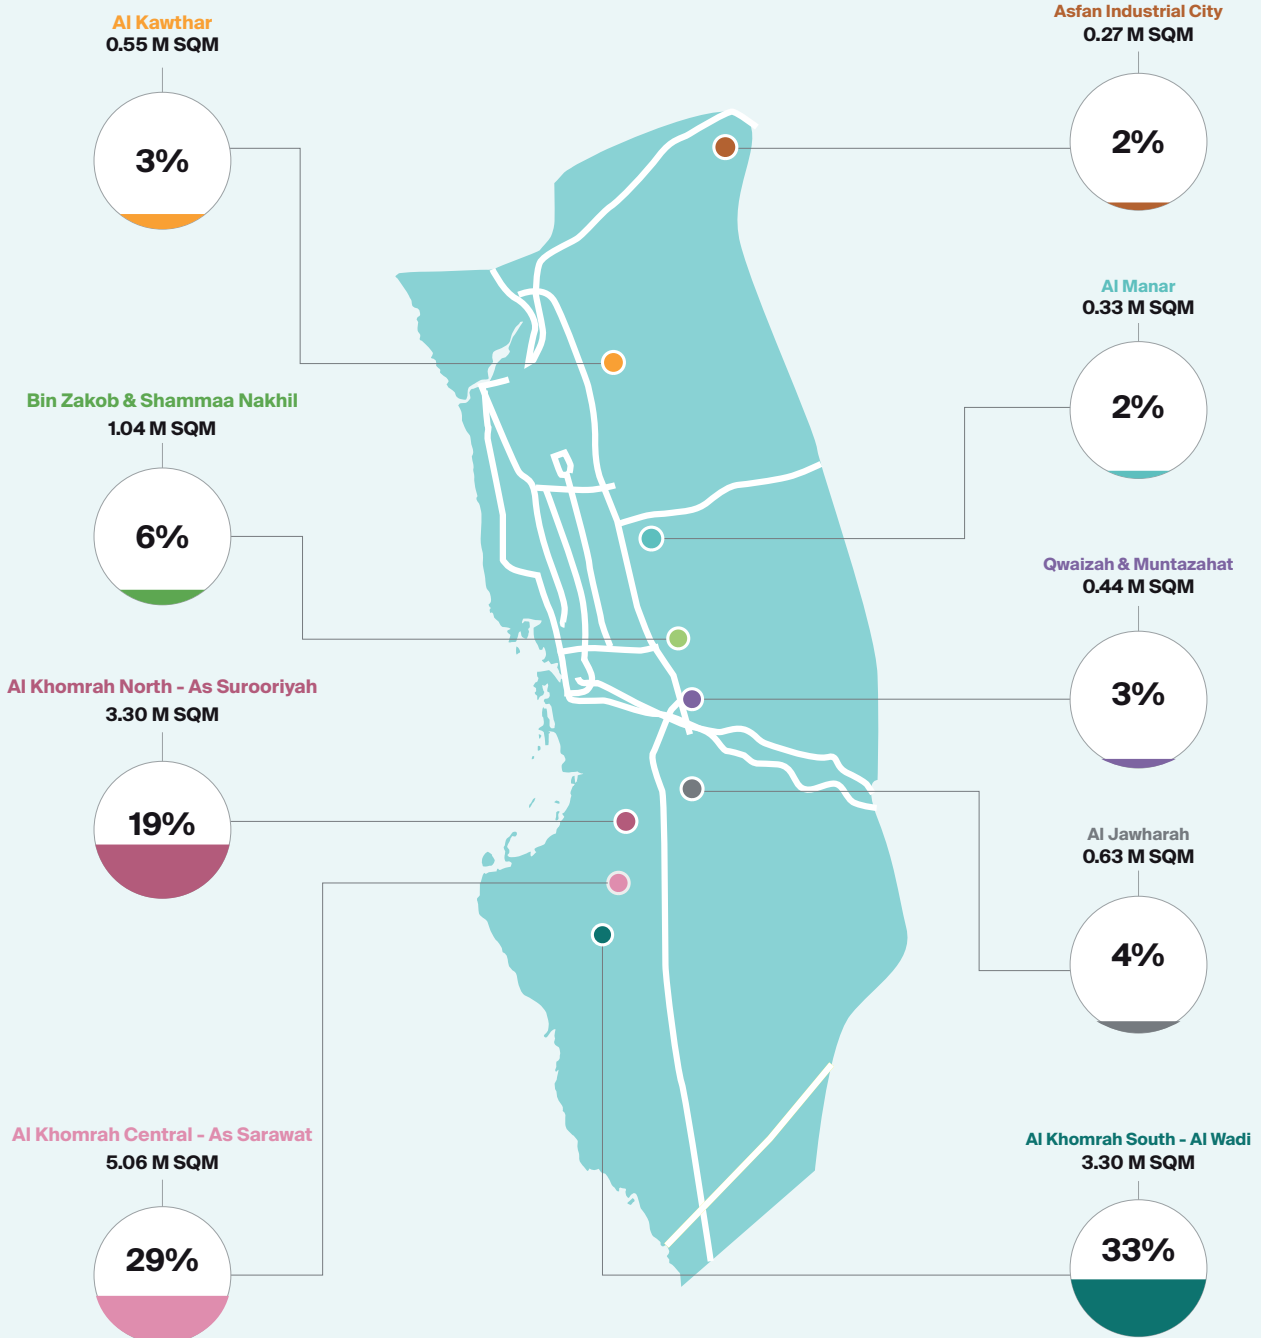 Al Kawthar
0.55 M SQM
3%
Asfan Industrial City
0.27 M SQM
2%
Al Manar
0.33 M SQM
2%
Bin Zakob & Shammaa Nakhil
1.04 M SQM
6%
Qwaizah & Muntazahat
0.44 M SQM
3%
Al Khomrah North - As Surooriyah
3.30 M SQM
19%
Al Jawharah
0.63 M SQM
4%
Al Khomrah Central - As Sarawat
5.06 M SQM
29%
Al Khomrah South - Al Wadi
3.30 M SQM
33%